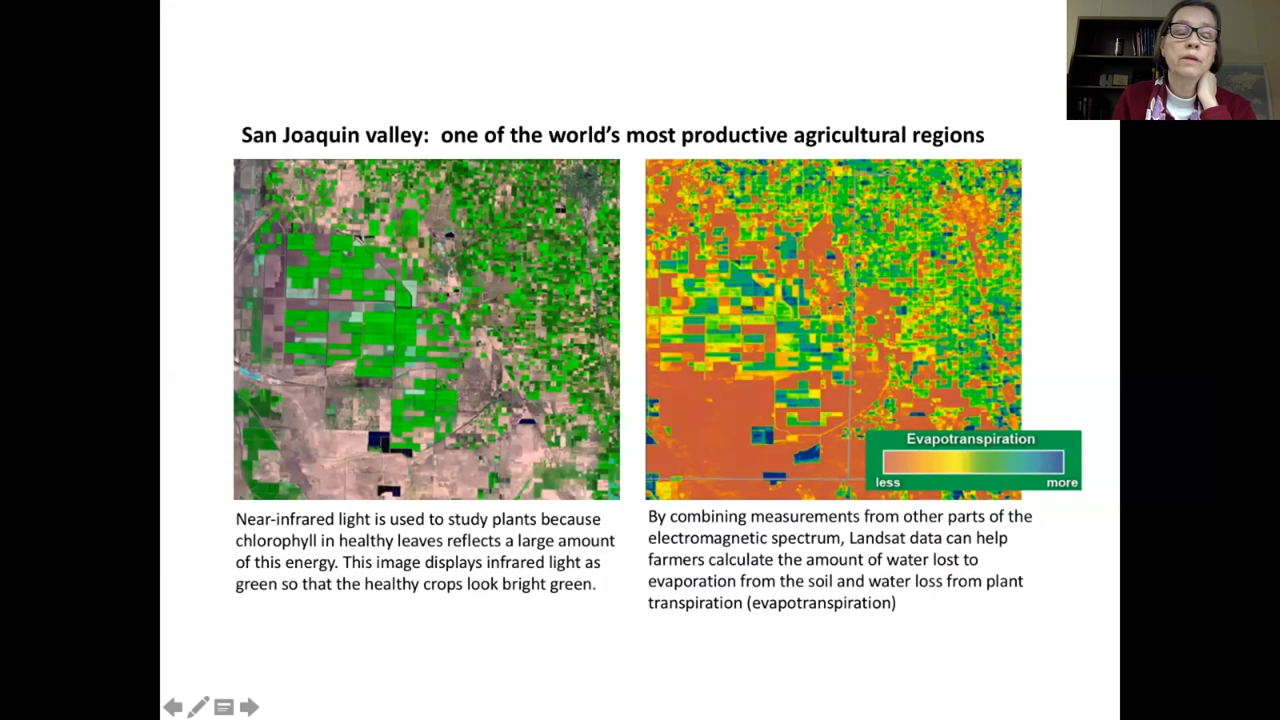 San Joaquin valley:  one of the world's most productive agricultural regions
Near-infrared light is used to study plants because
chlorophyll in healthy leaves reflects a large amount
of this energy. This image displays infrared light as
green so that the healthy crops look bright green.
Evapotranspiration
less more
By combining measurements from other parts of the
electromagnetic spectrum, Landsat data can help
farmers calculate the amount of water lost to
evaporation from the soil and water loss from plant
transpiration (evapotranspiration)